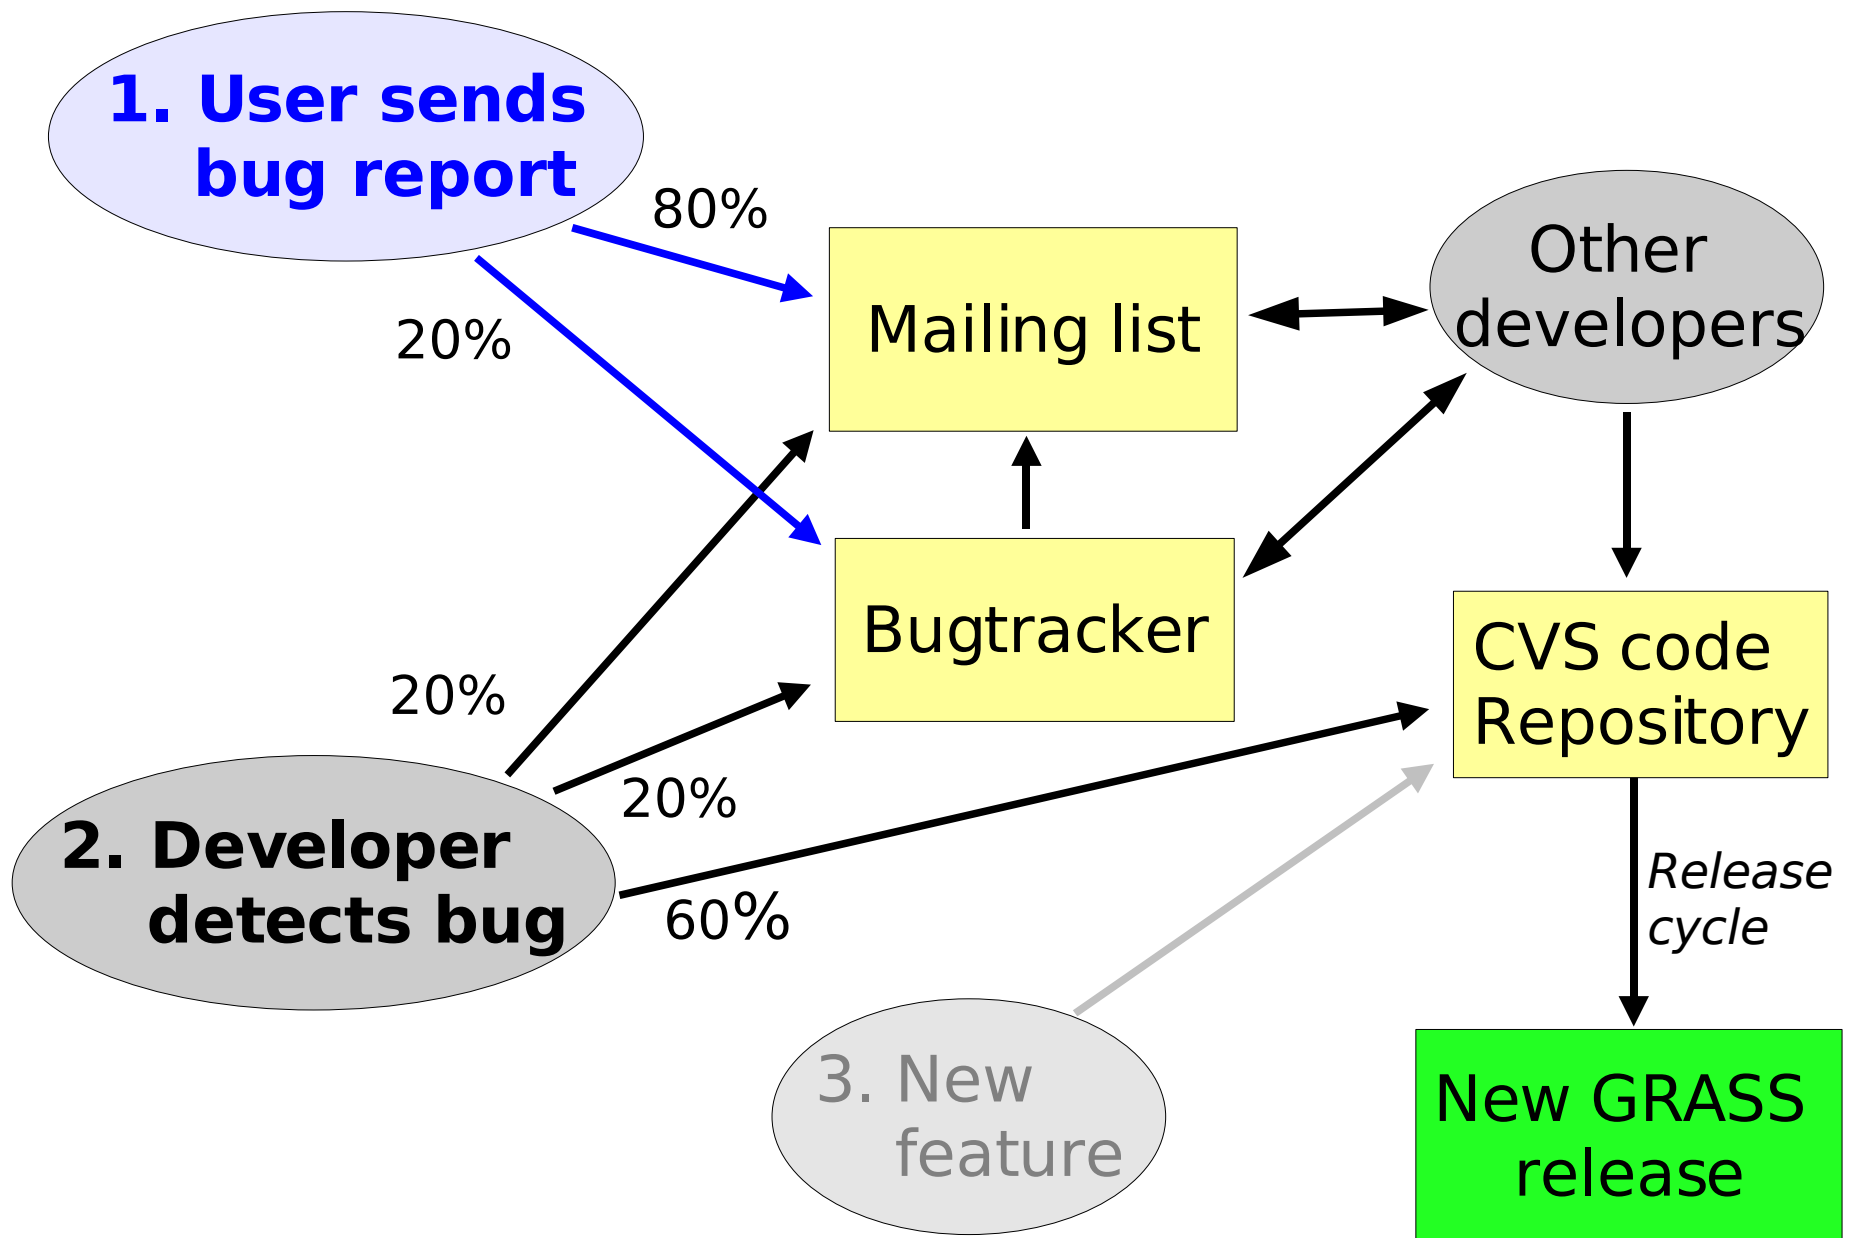 1. User sends
bug report
80%
20%
Mailing list
Other
developers
Bugtracker
CVS code
Repository
20%
20%
2. Developer
detects bug
60%
Release
cycle
3. New
feature
New GRASS
release